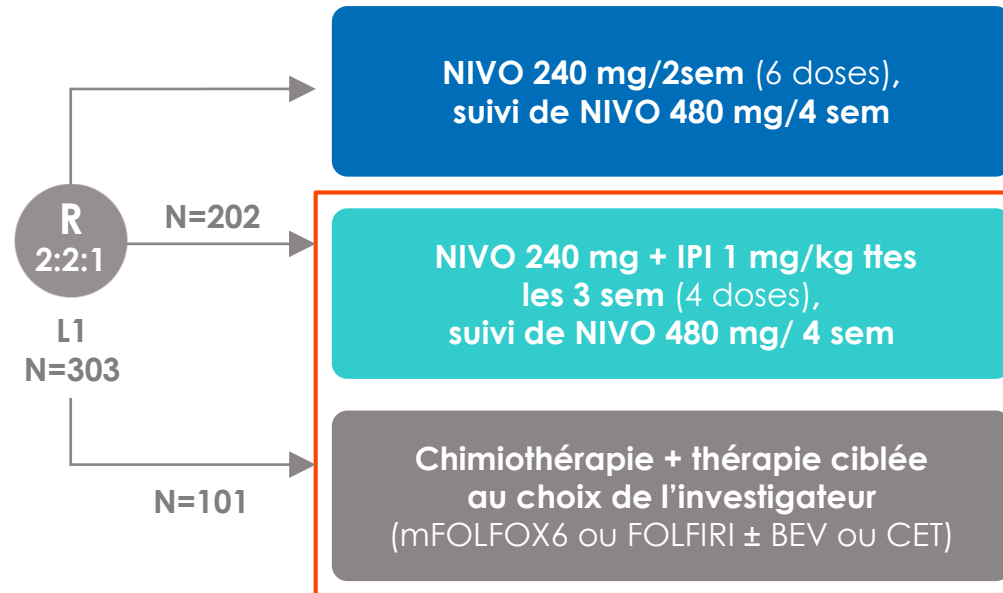 NIVO 240 mg/2sem (6 doses),
suivi de NIVO 480 mg/4 sem
R
2:2:1
N=202
L1
N=303
NIVO 240 mg + IPI 1 mg/kg ttes
les 3 sem (4 doses),
suivi de NIVO 480 mg/ 4 sem
N=101
Chimiothérapie + thérapie ciblée
au choix de l’investigateur
(mFOLFOX6 ou FOLFIRI ± BEV ou CET)